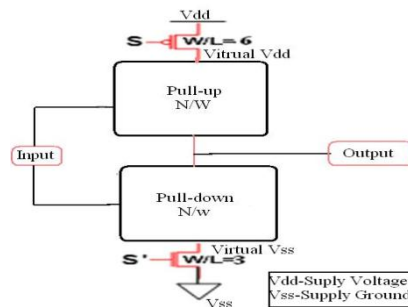 Vdd
S W/L=6
Vitrual Vdd
Pull-up
N/W
Input
Output
Pull-down
N/w
Virtual Vss
S' W/L=3
Vss
Vdd-Suply Voltage
Vss-Supply Ground